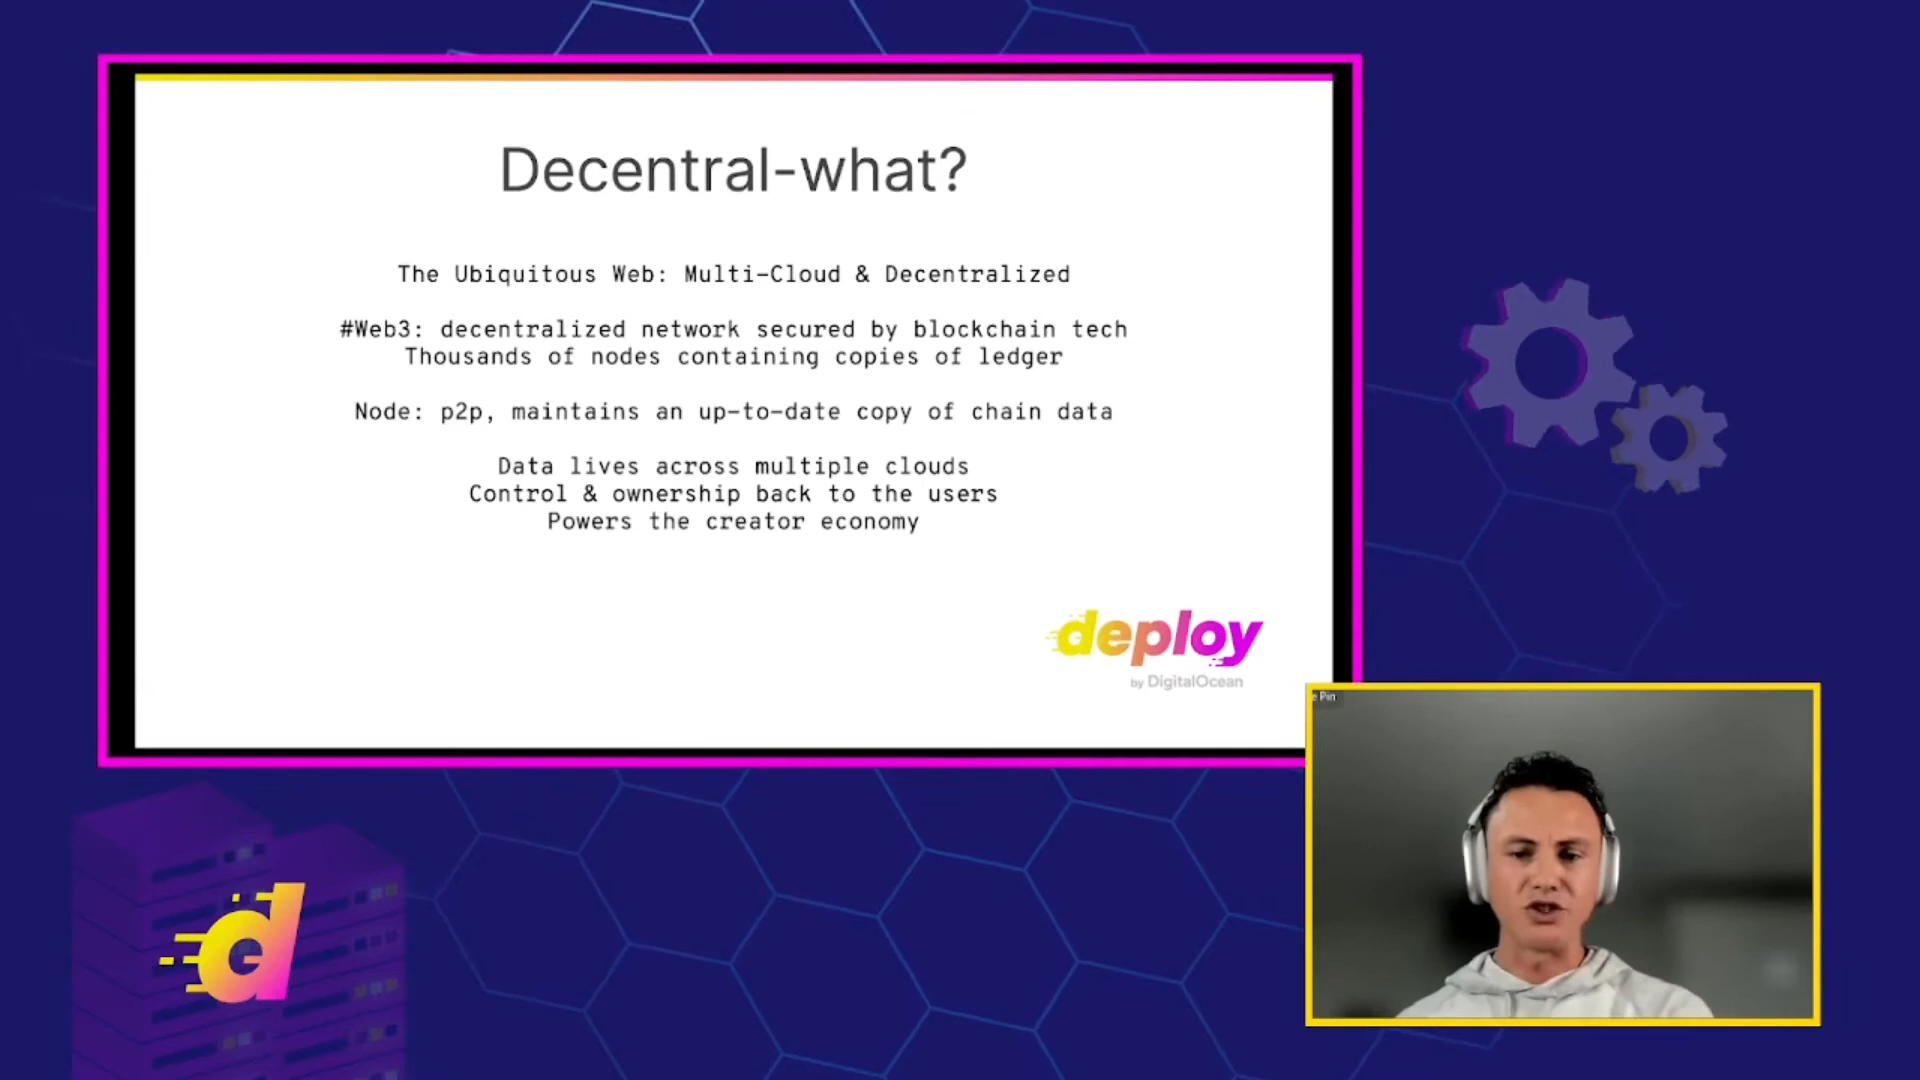 Decentral-what?
The Ubiquitous Web: Multi-Cloud & Decentralized
#Web3: decentralized network secured by blockchain tech
Thousands of nodes containing copies of ledger
Node: p2p, maintains an up-to-date copy of chain data
Data lives across multiple clouds
Control & ownership back to the users
Powers the creator economy
deploy
by DigitalOcean
e Pin
d